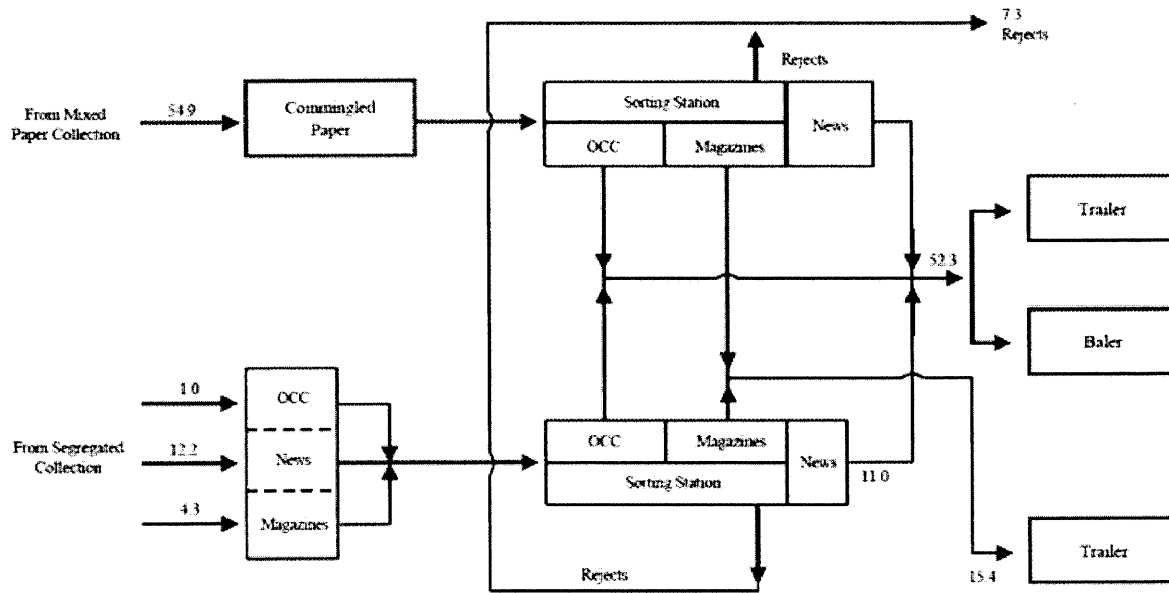 7.3
Rejects
Rejects
From Mixed
Paper Collection
54.9
Commingled
Paper
Sorting Station
OCC
Magazines
News
Trailer
52.3
Baler
From Segregated
Collection
1.0
12.2
4.3
OCC
News
Magazines
OCC
Magazines
Sorting Station
News
11.0
Rejects
15.4
Trailer